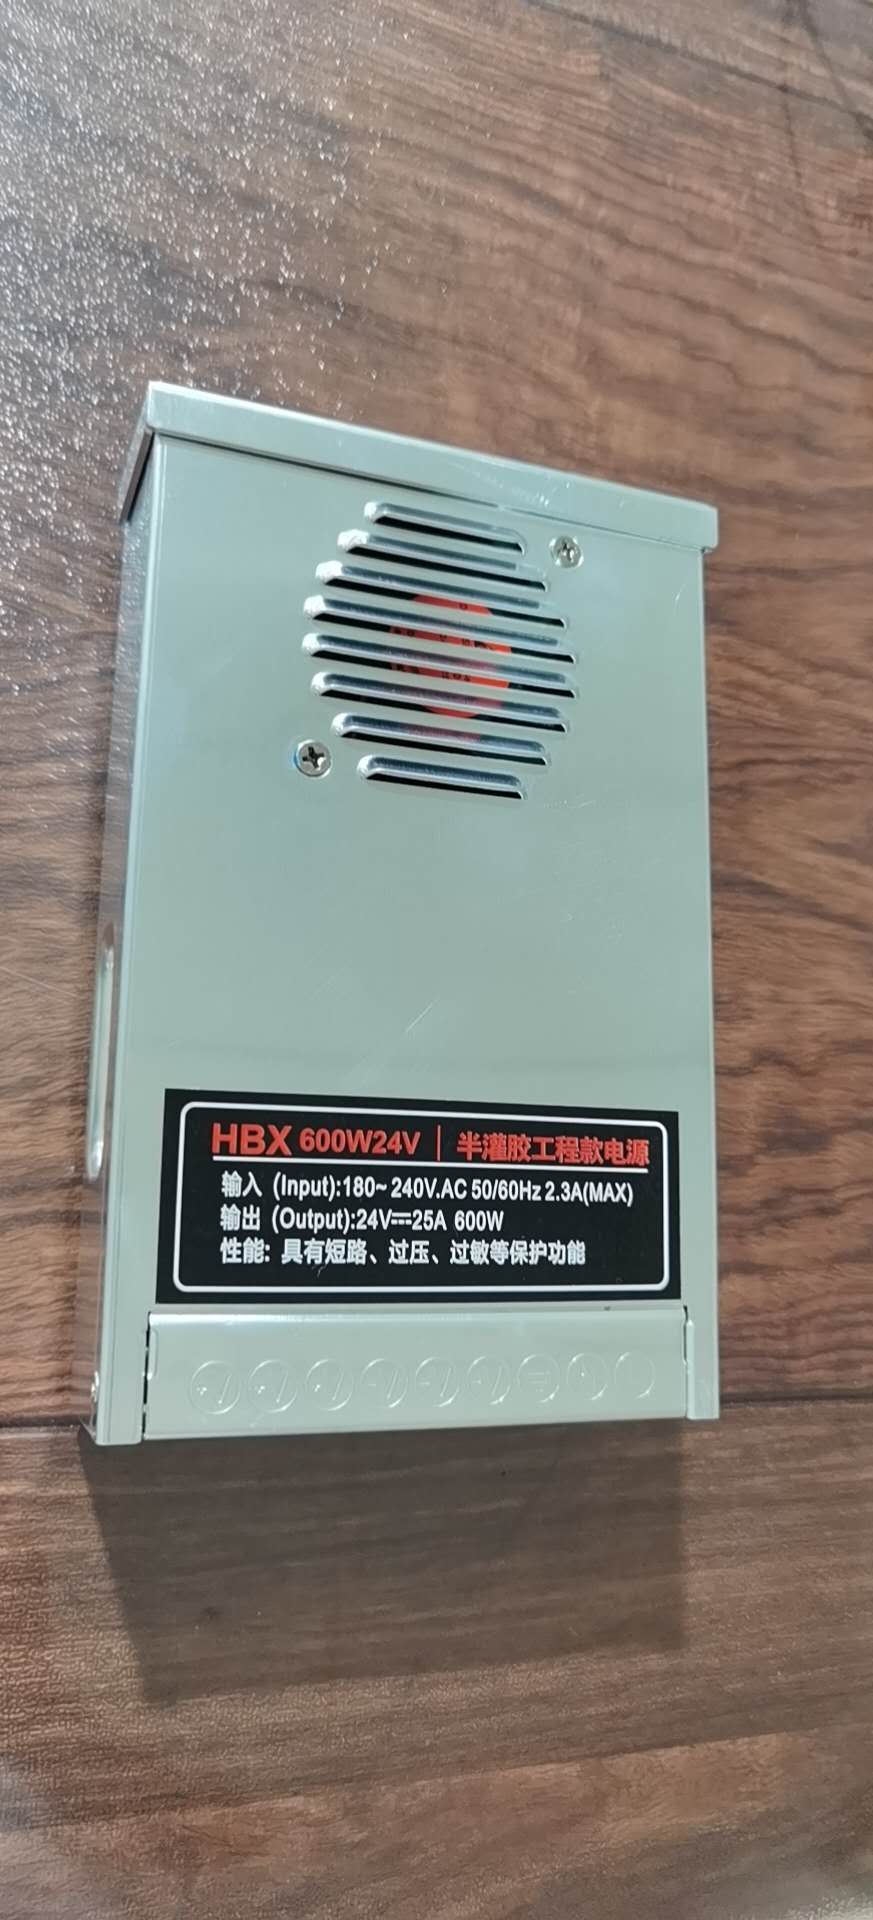 HBX 600W24V | 半灌胶工程款电源
输入 (Input):180~ 240V.AC 50/60Hz 2.3A(MAX)
输出 (Output):24V⎓25A 600W
性能: 具有短路、过压、过敏等保护功能